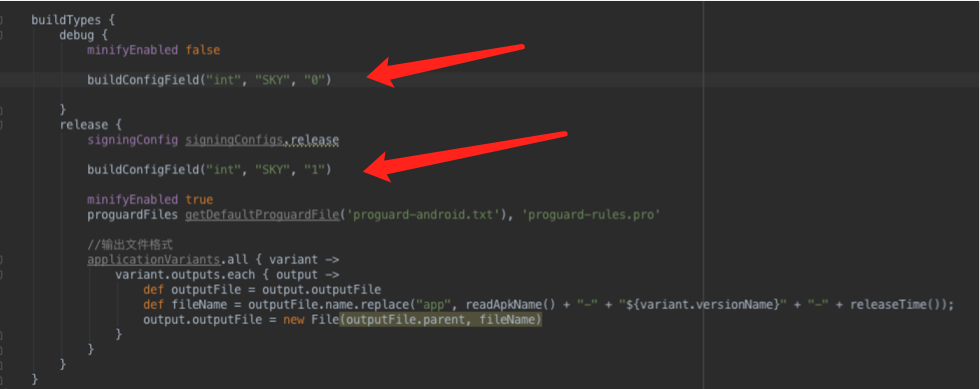 buildTypes {
debug {
minifyEnabled false
buildConfigField("int", "SKY", "0")
}
release {
signingConfig signingConfigs.release
buildConfigField("int", "SKY", "1")
minifyEnabled true
proguardFiles getDefaultProguardFile('proguard-android.txt'), 'proguard-rules.pro'
//输出文件格式
applicationVariants.all { variant ->
variant.outputs.each { output ->
def outputFile = output.outputFile
def fileName = outputFile.name.replace("app", readApkName() + "-" + "${variant.versionName}" + "-" + releaseTime());
output.outputFile = new File(outputFile.parent, fileName)
}
}
}
}